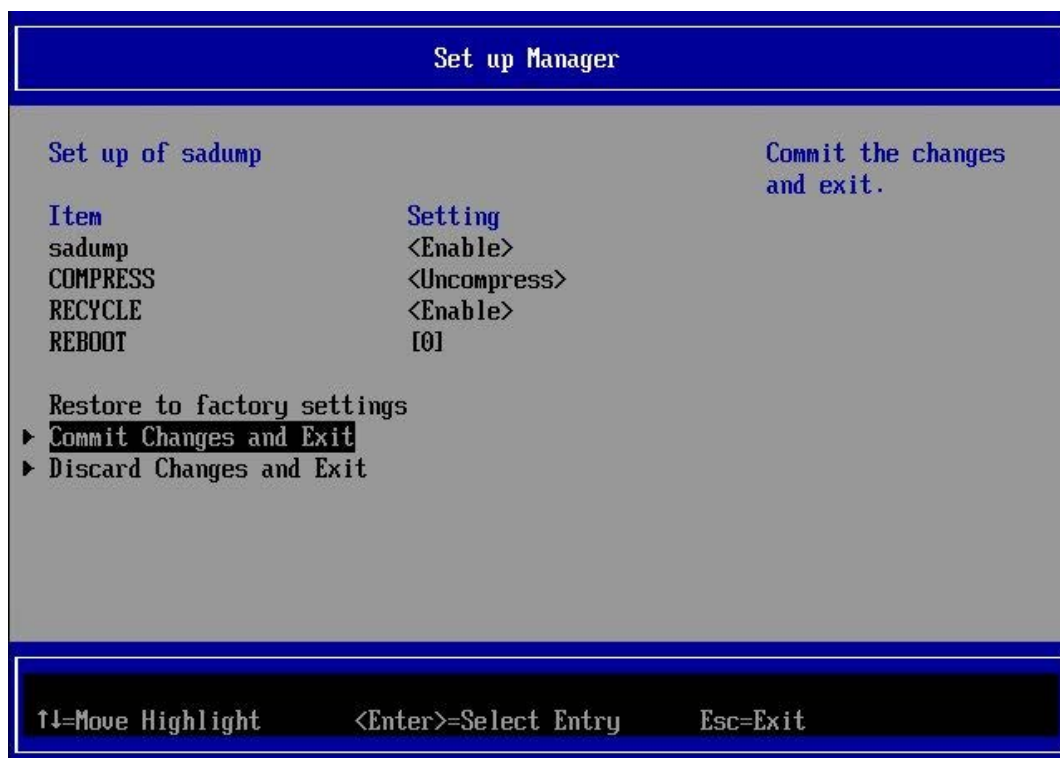 Set up Manager
Set up of sadump
Commit the changes
and exit.
Item Setting
sadump <Enable>
COMPRESS <Uncompress>
RECYCLE <Enable>
REBOOT [0]
Restore to factory settings
Commit Changes and Exit
Discard Changes and Exit
↑↓=Move Highlight <Enter>=Select Entry Esc=Exit